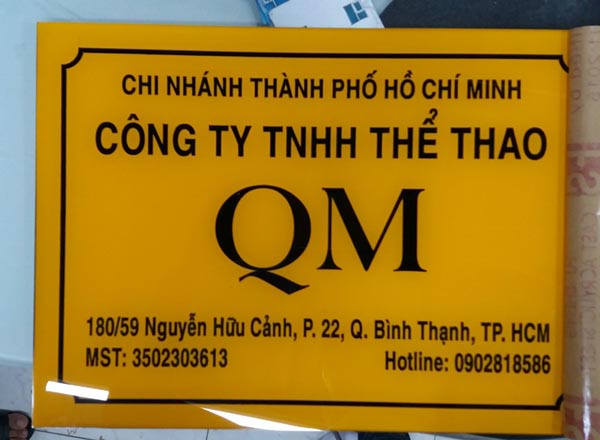 CHI NHÁNH THÀNH PHỐ HỒ CHÍ MINH
CÔNG TY TNHH THỂ THAO
QM
180/59 Nguyễn Hữu Cảnh, P. 22, Q. Bình Thạnh, TP. HCM
MST: 3502303613 Hotline: 0902818586